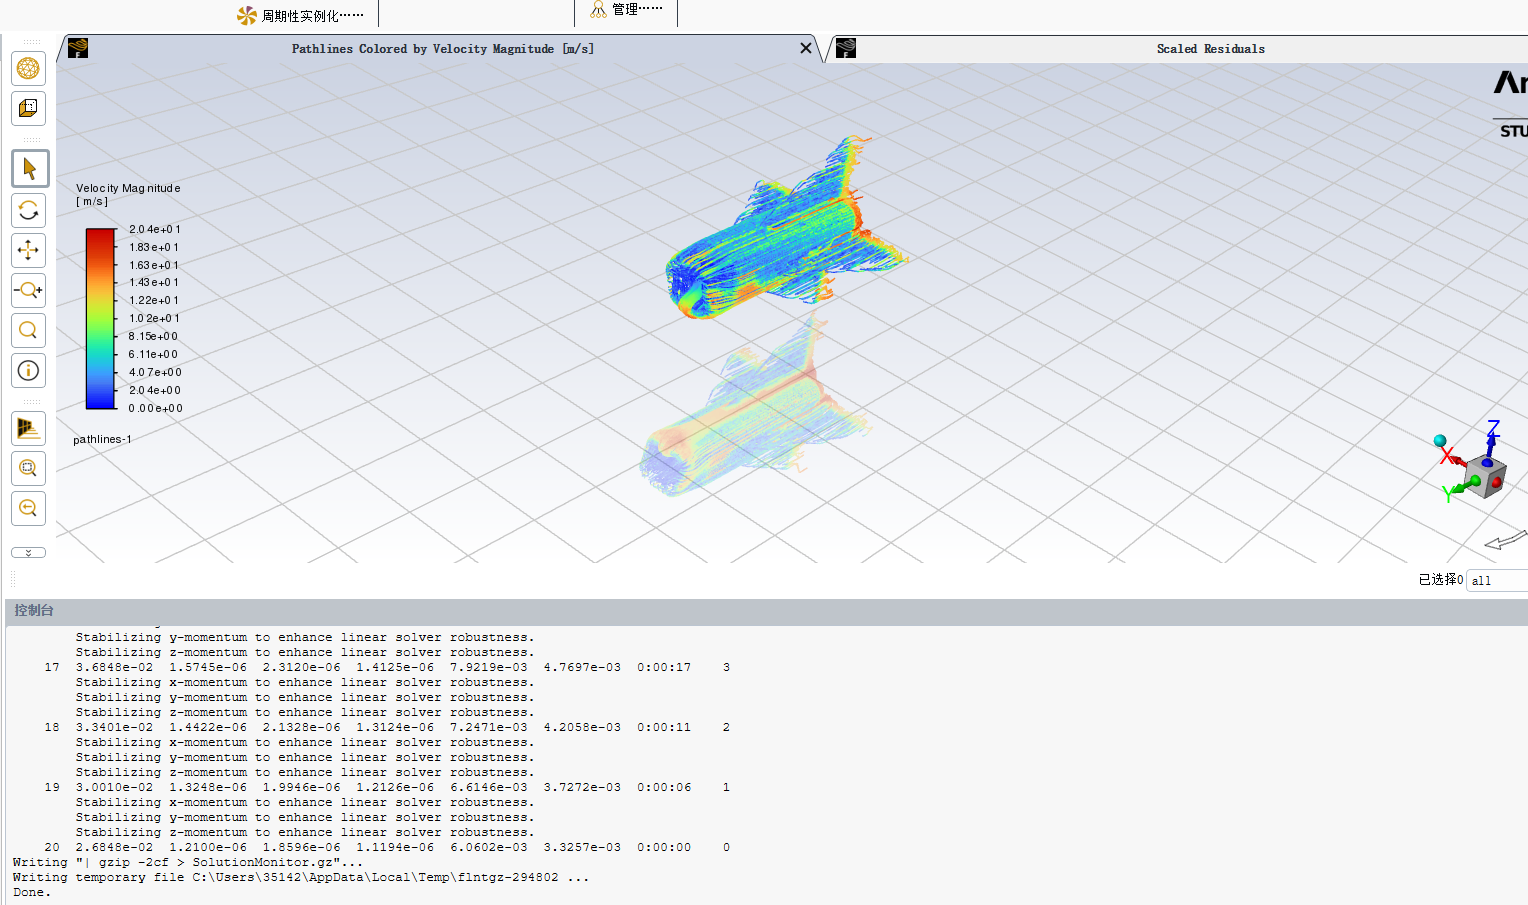 周期性实例化……
管理……
Pathlines Colored by Velocity Magnitude [m/s]
Scaled Residuals
STU
Velocity Magnitude
[ m/s ]
2.04e+01
1.83e+01
1.63e+01
1.43e+01
1.22e+01
1.02e+01
8.15e+00
6.11e+00
4.07e+00
2.04e+00
0.00e+00
pathlines-1
Z
X
Y
已选择0 all
控制台
Stabilizing y-momentum to enhance linear solver robustness.
Stabilizing z-momentum to enhance linear solver robustness.
17 3.6848e-02 1.5745e-06 2.3120e-06 1.4125e-06 7.9219e-03 4.7697e-03 0:00:17 3
Stabilizing x-momentum to enhance linear solver robustness.
Stabilizing y-momentum to enhance linear solver robustness.
Stabilizing z-momentum to enhance linear solver robustness.
18 3.3401e-02 1.4422e-06 2.1328e-06 1.3124e-06 7.2471e-03 4.2058e-03 0:00:11 2
Stabilizing x-momentum to enhance linear solver robustness.
Stabilizing y-momentum to enhance linear solver robustness.
Stabilizing z-momentum to enhance linear solver robustness.
19 3.0010e-02 1.3248e-06 1.9946e-06 1.2126e-06 6.6146e-03 3.7272e-03 0:00:06 1
Stabilizing x-momentum to enhance linear solver robustness.
Stabilizing y-momentum to enhance linear solver robustness.
Stabilizing z-momentum to enhance linear solver robustness.
20 2.6848e-02 1.2100e-06 1.8596e-06 1.1194e-06 6.0602e-03 3.3257e-03 0:00:00 0
Writing "| gzip -2cf > SolutionMonitor.gz"...
Writing temporary file C:\Users\35142\AppData\Local\Temp\flntgz-294802 ...
Done.